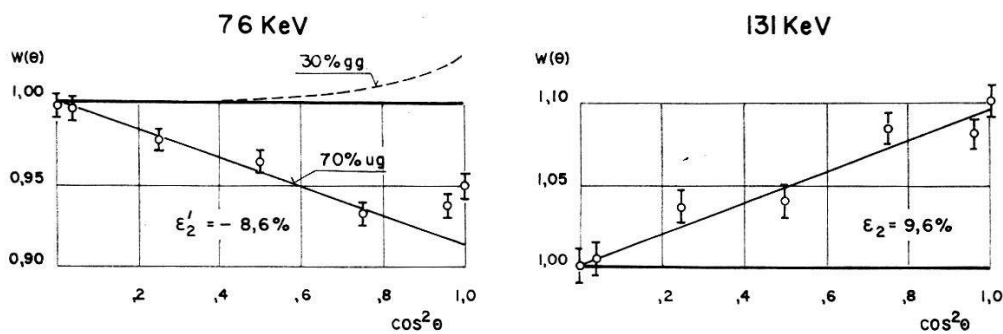 76 KeV
W(θ)
30% gg
1,00
0,95
0,90
70% ug
ε₂' = − 8,6%
,2 ,4 ,6 ,8 1,0
cos²θ
131 KeV
W(θ)
1,10
1,05
1,00
ε₂ = 9,6%
,2 ,4 ,6 ,8 1,0
cos²θ